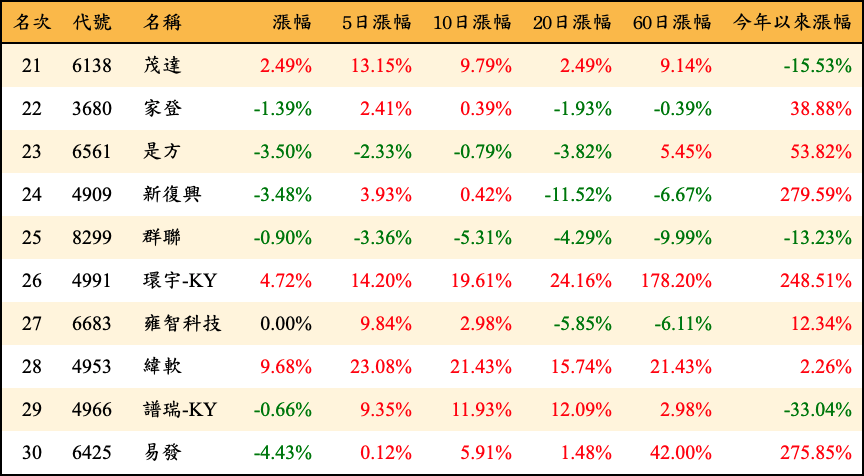 名次 代號 名稱 漲幅 5日漲幅 10日漲幅 20日漲幅 60日漲幅 今年以來漲幅
21 6138 茂達 2.49% 13.15% 9.79% 2.49% 9.14% -15.53%
22 3680 家登 -1.39% 2.41% 0.39% -1.93% -0.39% 38.88%
23 6561 是方 -3.50% -2.33% -0.79% -3.82% 5.45% 53.82%
24 4909 新復興 -3.48% 3.93% 0.42% -11.52% -6.67% 279.59%
25 8299 群聯 -0.90% -3.36% -5.31% -4.29% -9.99% -13.23%
26 4991 環宇-KY 4.72% 14.20% 19.61% 24.16% 178.20% 248.51%
27 6683 雍智科技 0.00% 9.84% 2.98% -5.85% -6.11% 12.34%
28 4953 緯軟 9.68% 23.08% 21.43% 15.74% 21.43% 2.26%
29 4966 譜瑞-KY -0.66% 9.35% 11.93% 12.09% 2.98% -33.04%
30 6425 易發 -4.43% 0.12% 5.91% 1.48% 42.00% 275.85%